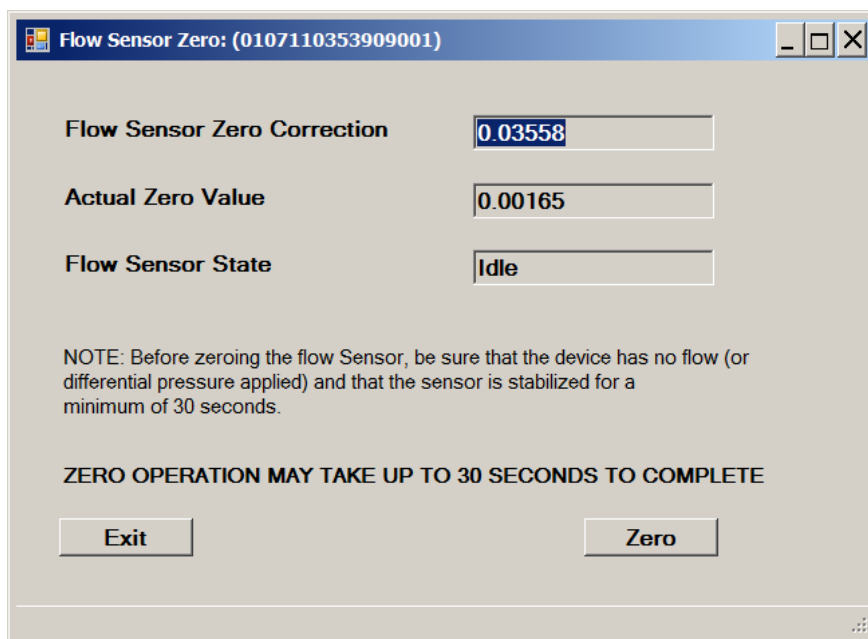 Flow Sensor Zero: (0107110353909001)
Flow Sensor Zero Correction 0.03558
Actual Zero Value 0.00165
Flow Sensor State Idle
NOTE: Before zeroing the flow Sensor, be sure that the device has no flow (or
differential pressure applied) and that the sensor is stabilized for a
minimum of 30 seconds.
ZERO OPERATION MAY TAKE UP TO 30 SECONDS TO COMPLETE
Exit Zero